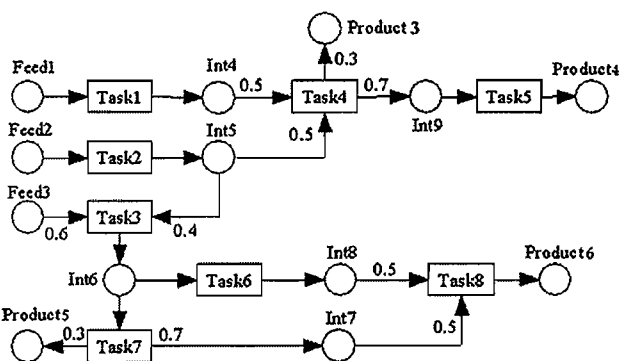 Product 3
Feed1
Int4
0.3
Product4
0.5
0.7
Task1
Task4
Task5
Feed2
Int5
Int9
0.5
Task2
Feed3
Task3
0.6
0.4
Product6
Int8
Int6
Task6
0.5
Task8
Product5
Int7
0.3
0.7
0.5
Task7